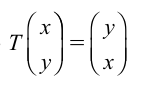 T(x y) = (y x)